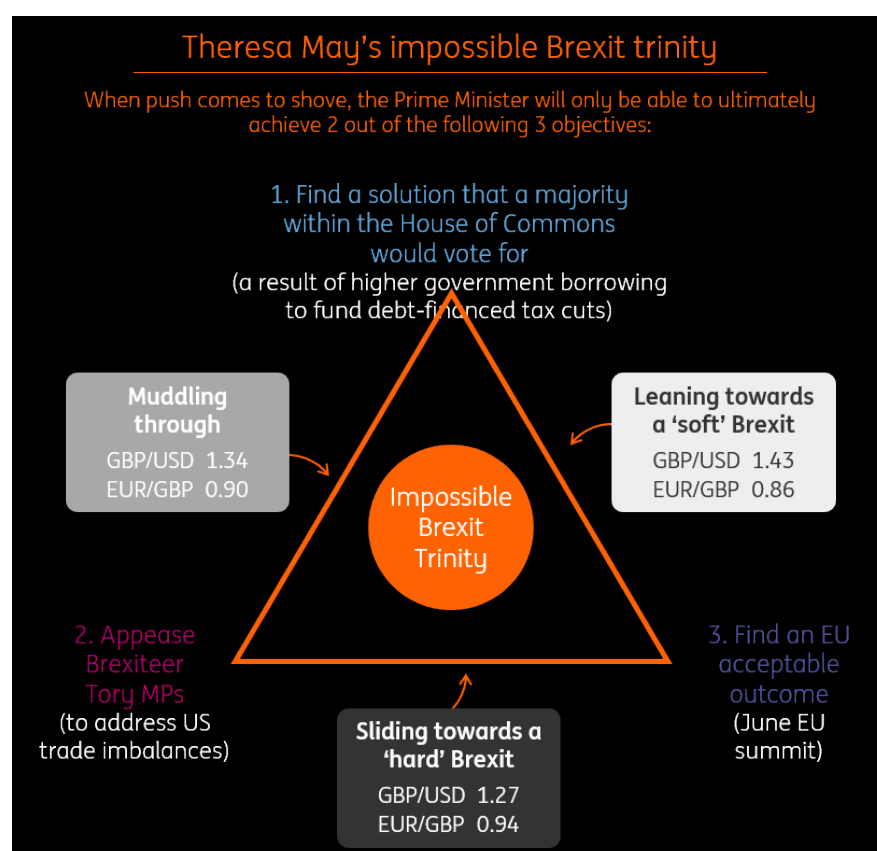 Theresa May's impossible Brexit trinity
When push comes to shove, the Prime Minister will only be able to ultimately
achieve 2 out of the following 3 objectives:
1. Find a solution that a majority
within the House of Commons
would vote for
(a result of higher government borrowing
to fund debt-financed tax cuts)
Muddling
through
GBP/USD 1.34
EUR/GBP 0.90
Leaning towards
a 'soft' Brexit
GBP/USD 1.43
EUR/GBP 0.86
Impossible
Brexit
Trinity
2. Appease
Brexiteer
Tory MPs
(to address US
trade imbalances)
3. Find an EU
acceptable
outcome
(June EU
summit)
Sliding towards a
'hard' Brexit
GBP/USD 1.27
EUR/GBP 0.94